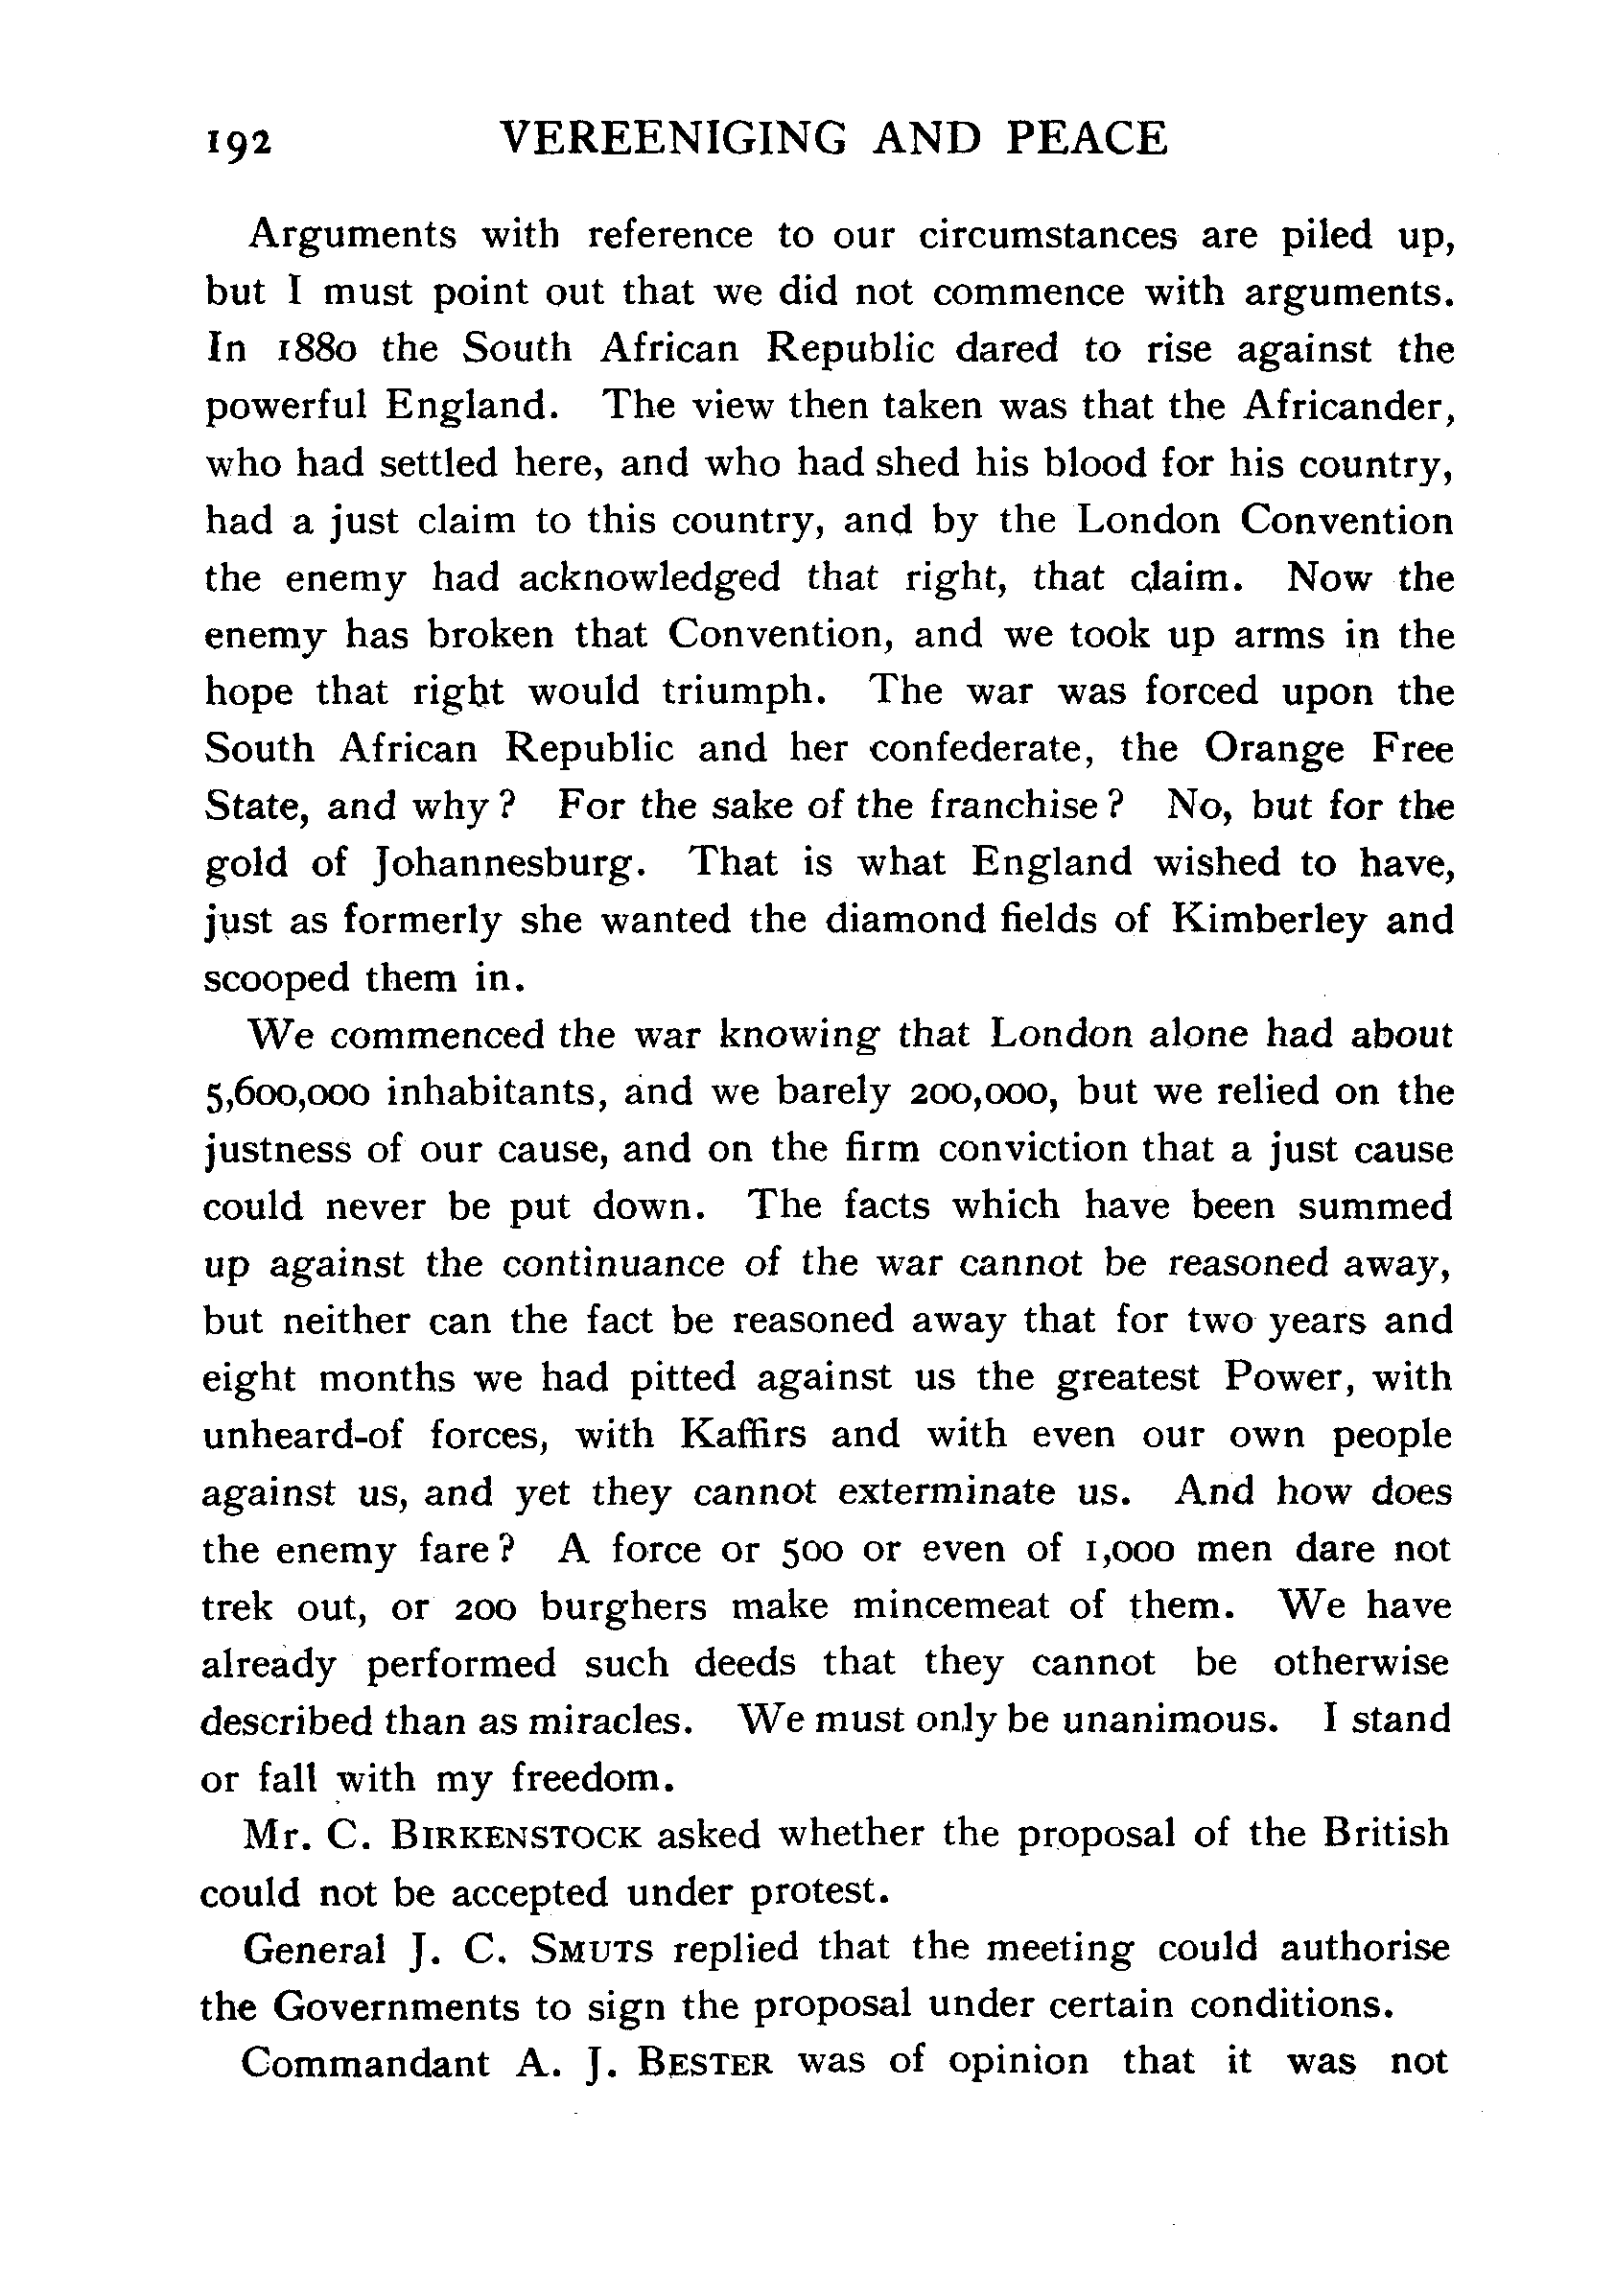 192 VEREENIGING AND PEACE
Arguments with reference to our circumstances are piled up,
but I must point out that we did not commence with arguments.
In 1880 the South African Republic dared to rise against the
powerful England. The view then taken was that the Africander,
who had settled here, and who had shed his blood for his country,
had a just claim to this country, and by the London Convention
the enemy had acknowledged that right, that claim. Now the
enemy has broken that Convention, and we took up arms in the
hope that right would triumph. The war was forced upon the
South African Republic and her confederate, the Orange Free
State, and why? For the sake of the franchise? No, but for the
gold of Johannesburg. That is what England wished to have,
just as formerly she wanted the diamond fields of Kimberley and
scooped them in.
We commenced the war knowing that London alone had about
5,600,000 inhabitants, and we barely 200,000, but we relied on the
justness of our cause, and on the firm conviction that a just cause
could never be put down. The facts which have been summed
up against the continuance of the war cannot be reasoned away,
but neither can the fact be reasoned away that for two years and
eight months we had pitted against us the greatest Power, with
unheard-of forces, with Kaffirs and with even our own people
against us, and yet they cannot exterminate us. And how does
the enemy fare? A force or 500 or even of 1,000 men dare not
trek out, or 200 burghers make mincemeat of them. We have
already performed such deeds that they cannot be otherwise
described than as miracles. We must only be unanimous. I stand
or fall with my freedom.
Mr. C. BIRKENSTOCK asked whether the proposal of the British
could not be accepted under protest.
General J. C. SMUTS replied that the meeting could authorise
the Governments to sign the proposal under certain conditions.
Commandant A. J. BESTER was of opinion that it was not